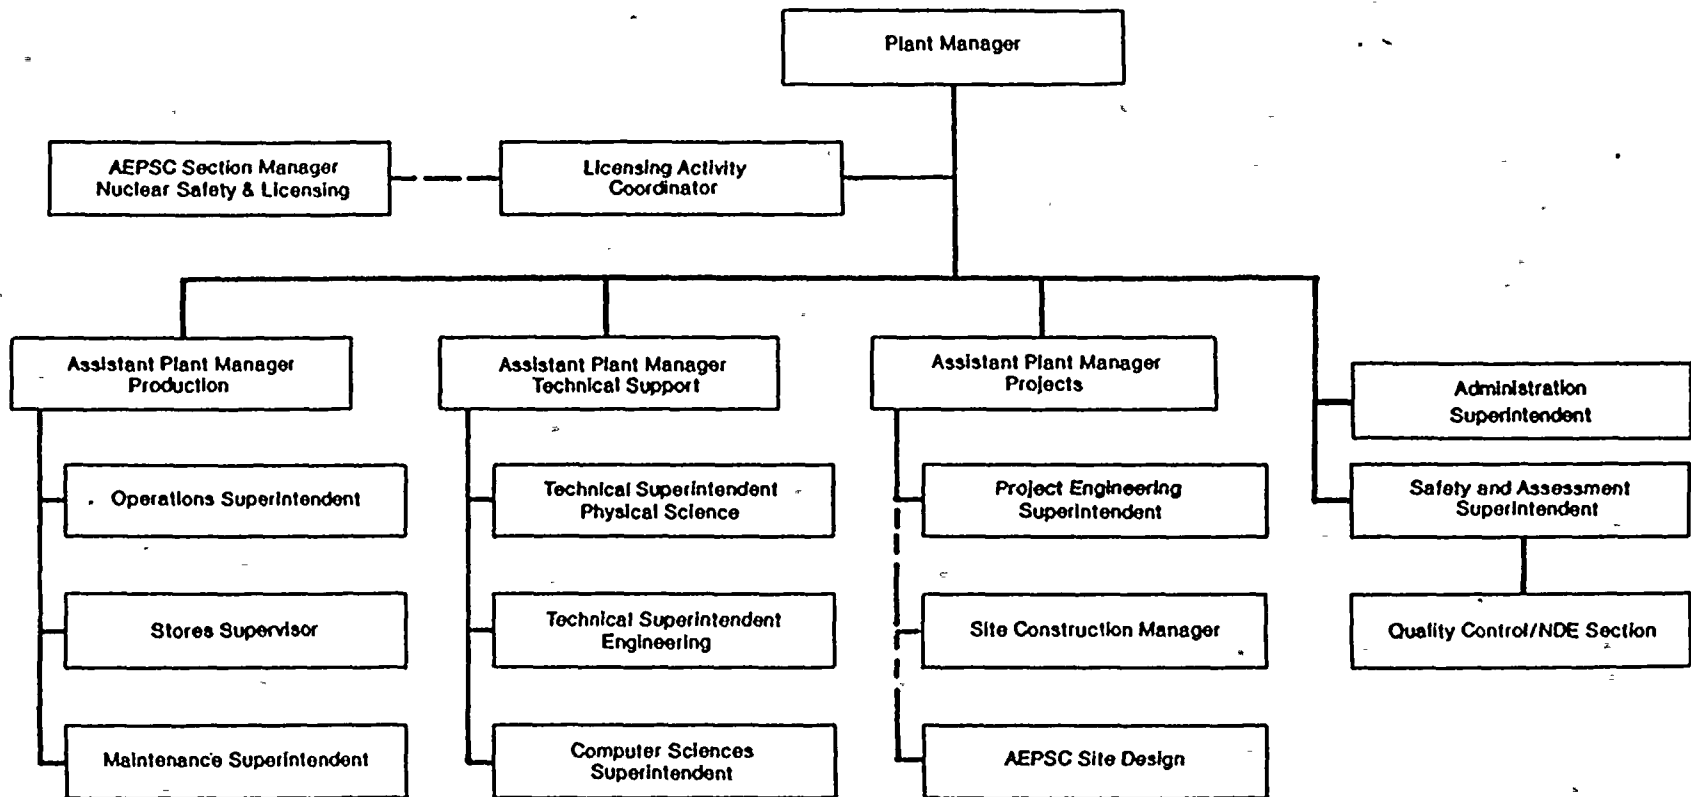 Plant Manager
AEPSC Section Manager
Nuclear Safety & Licensing
Licensing Activity
Coordinator
Assistant Plant Manager
Production
Assistant Plant Manager
Technical Support
Assistant Plant Manager
Projects
Administration
Superintendent
Operations Superintendent
Technical Superintendent
Physical Science
Project Engineering
Superintendent
Safety and Assessment
Superintendent
Stores Supervisor
Technical Superintendent
Engineering
Site Construction Manager
Quality Control/NDE Section
Maintenance Superintendent
Computer Sciences
Superintendent
AEPSC Site Design